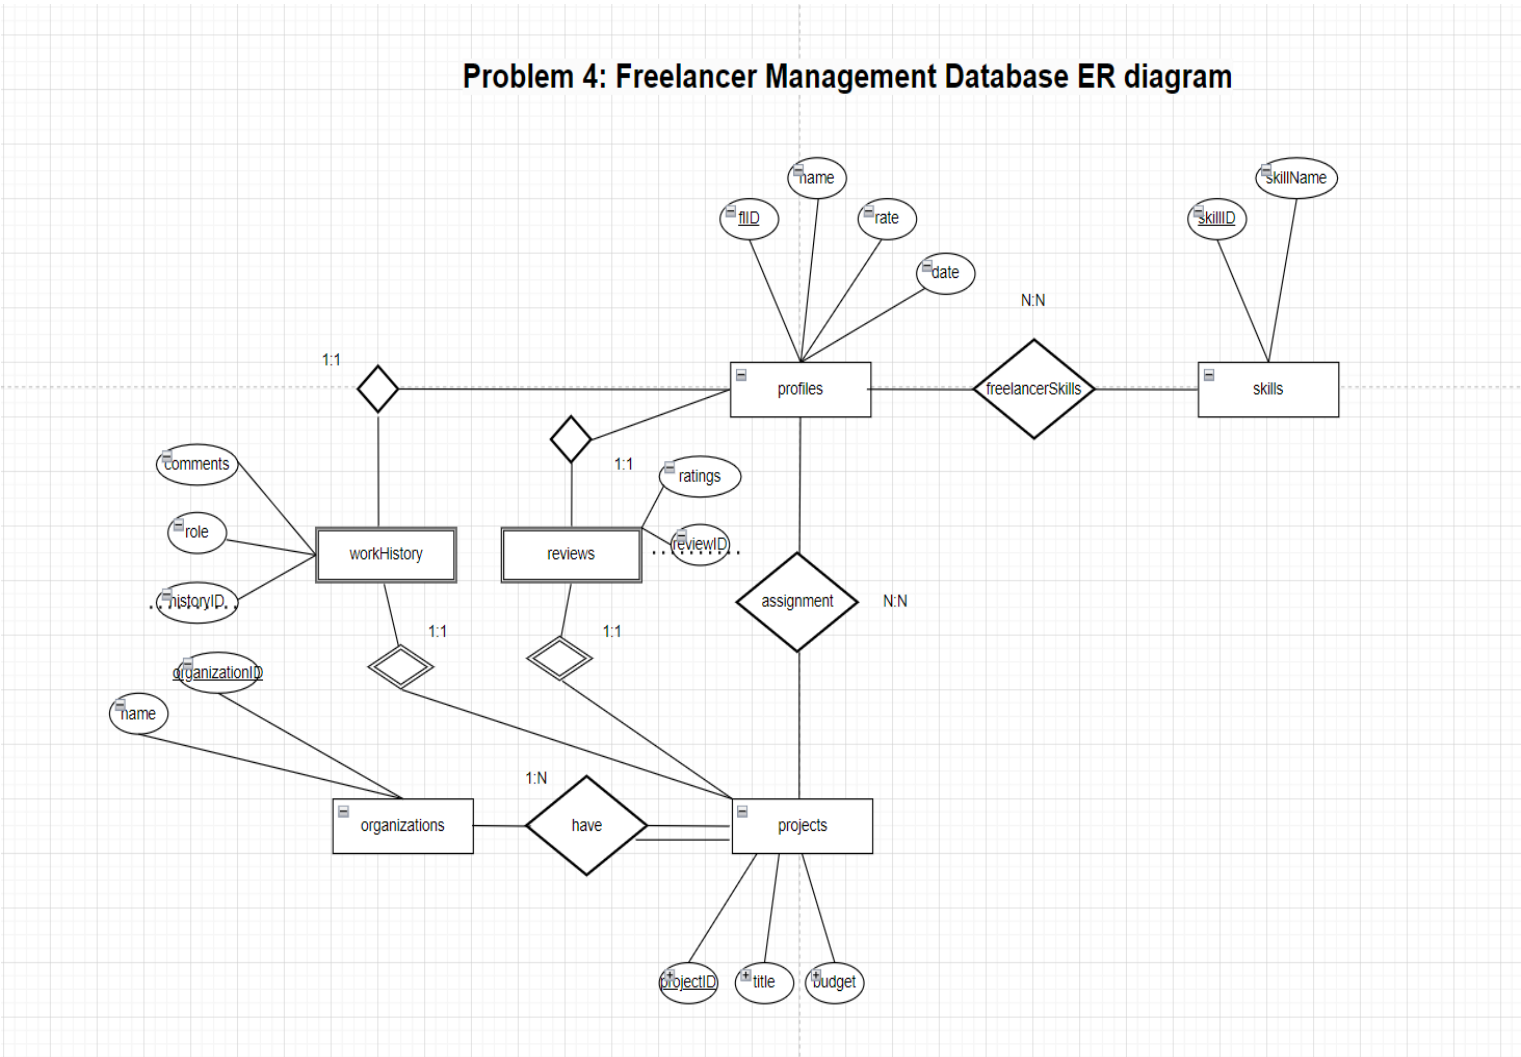 Problem 4: Freelancer Management Database ER diagram
name
skillName
flID
rate
skillID
date
N:N
1:1
profiles
freelancerSkills
skills
comments
1:1
ratings
role
workHistory
reviews
reviewID
historyID
assignment
N:N
1:1
1:1
organizationID
name
1:N
organizations
have
projects
projectID
title
budget